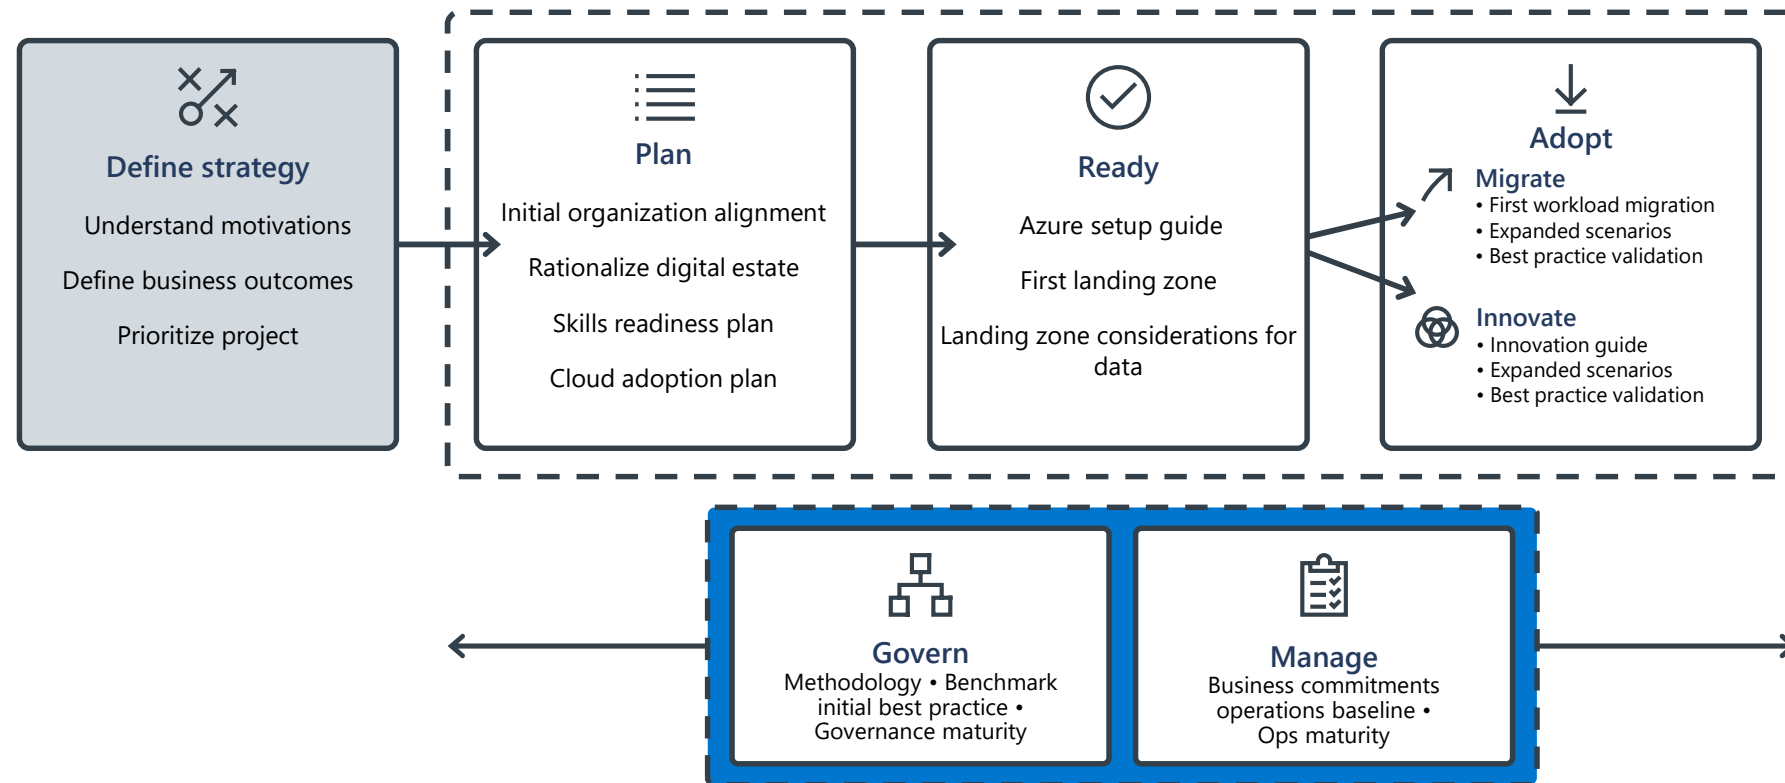 Define strategy
Understand motivations
Define business outcomes
Prioritize project
Plan
Initial organization alignment
Rationalize digital estate
Skills readiness plan
Cloud adoption plan
Ready
Azure setup guide
First landing zone
Landing zone considerations for
data
Adopt
Migrate
• First workload migration
• Expanded scenarios
• Best practice validation
Innovate
• Innovation guide
• Expanded scenarios
• Best practice validation
Govern
Methodology • Benchmark
initial best practice •
Governance maturity
Manage
Business commitments
operations baseline •
Ops maturity